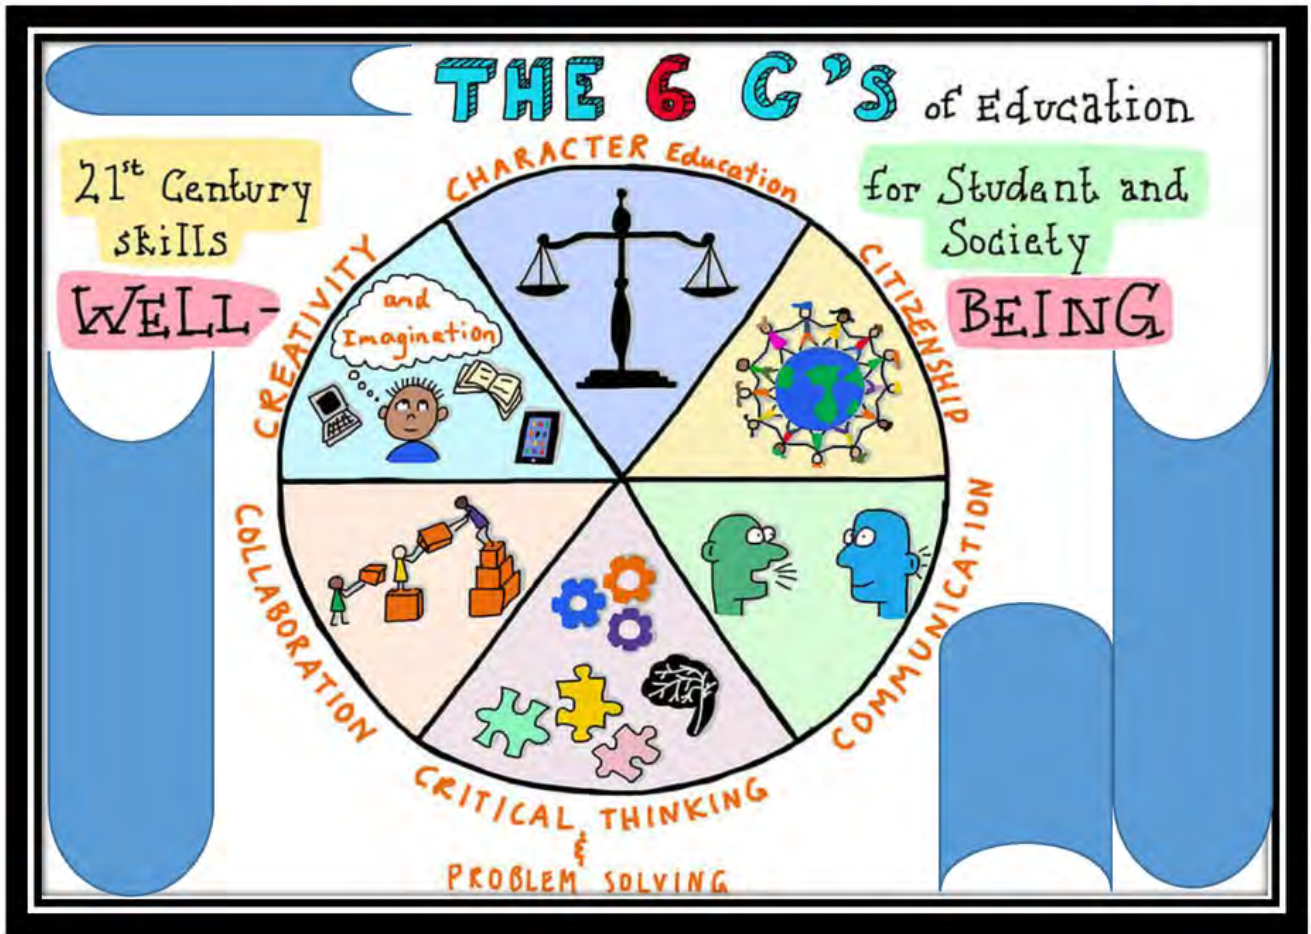 THE 6 C'S of Education
21st Century
skills
WELL-
for Student and
Society
BEING
CHARACTER Education
CITIZENSHIP
COMMUNICATION
CRITICAL THINKING
&
PROBLEM SOLVING
COLLABORATION
CREATIVITY
and
Imagination